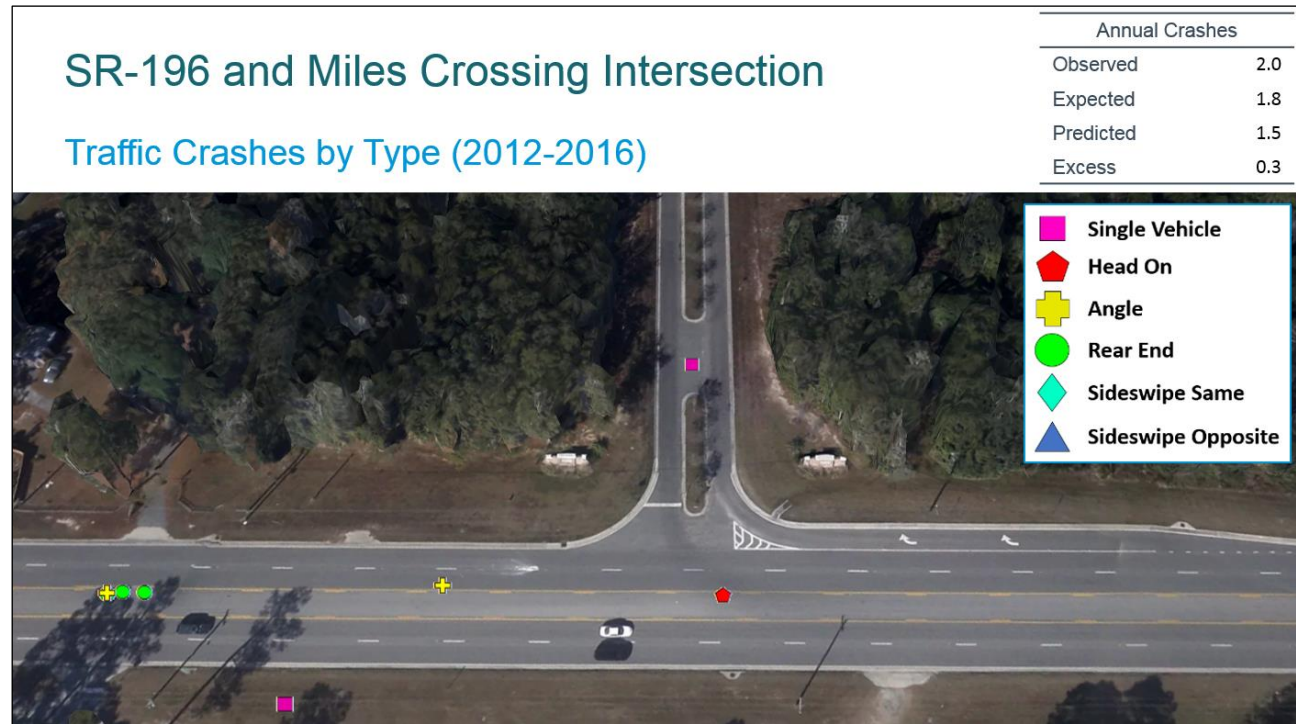 SR-196 and Miles Crossing Intersection
Traffic Crashes by Type (2012-2016)
Annual Crashes
Observed 2.0
Expected 1.8
Predicted 1.5
Excess 0.3
Single Vehicle
Head On
Angle
Rear End
Sideswipe Same
Sideswipe Opposite